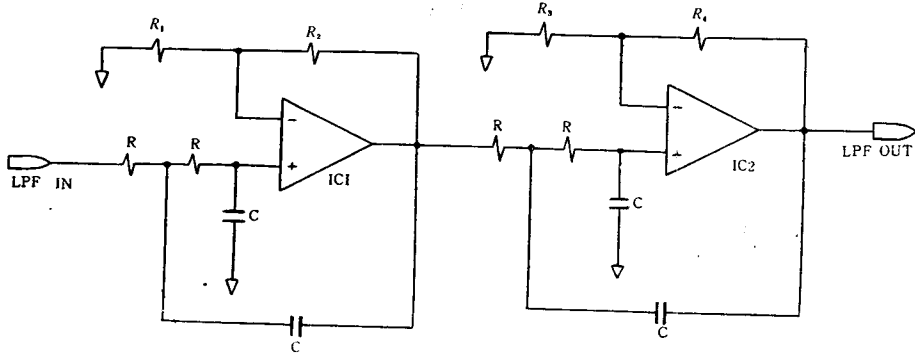 R₁
R₂
R₃
R₄
R
R
R
R
IC1
IC2
LPF IN
LPF OUT
C
C
C
C
−
+
−
+